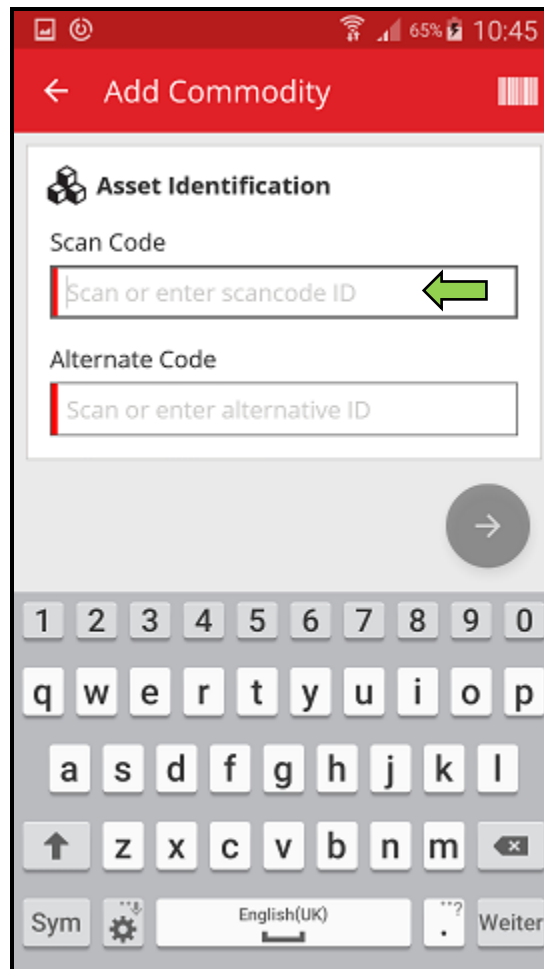 65% 10:45
Add Commodity
Asset Identification
Scan Code
Scan or enter scancode ID
Alternate Code
Scan or enter alternative ID
1 2 3 4 5 6 7 8 9 0
q w e r t y u i o p
a s d f g h j k l
z x c v b n m
Sym English(UK) . ? Weiter